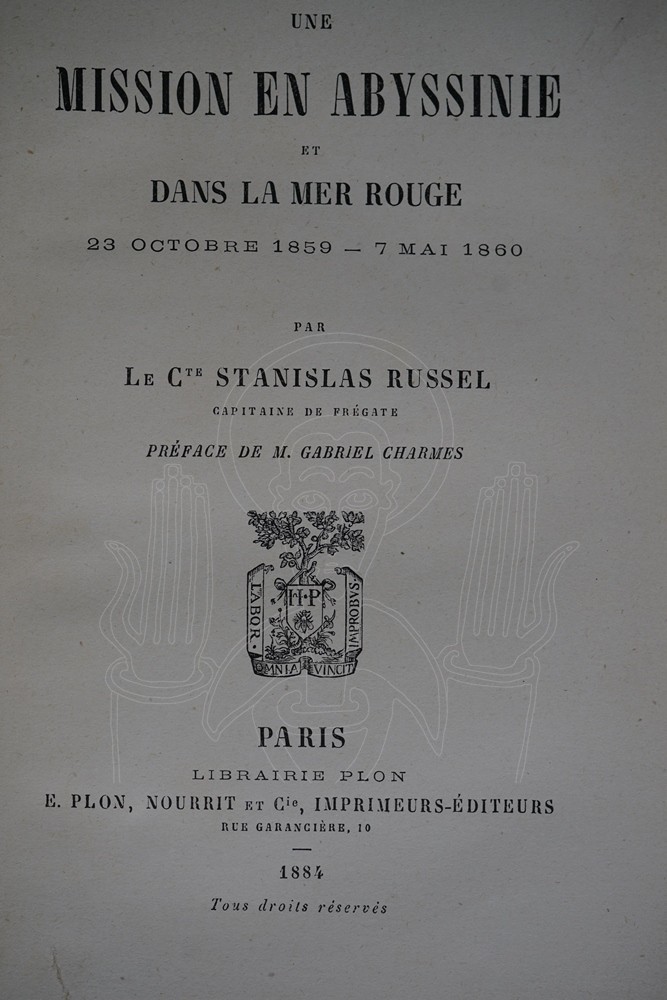 UNE
MISSION EN ABYSSINIE
ET
DANS LA MER ROUGE
23 OCTOBRE 1859 — 7 MAI 1860
PAR
LE CTE STANISLAS RUSSEL
CAPITAINE DE FRÉGATE
PRÉFACE DE M. GABRIEL CHARMES
H·P
LABOR·
OMNIA VINCIT
IMPROBVS·
PARIS
LIBRAIRIE PLON
E. PLON, NOURRIT ET Cie, IMPRIMEURS-ÉDITEURS
RUE GARANCIÈRE, 10
1884
Tous droits réservés